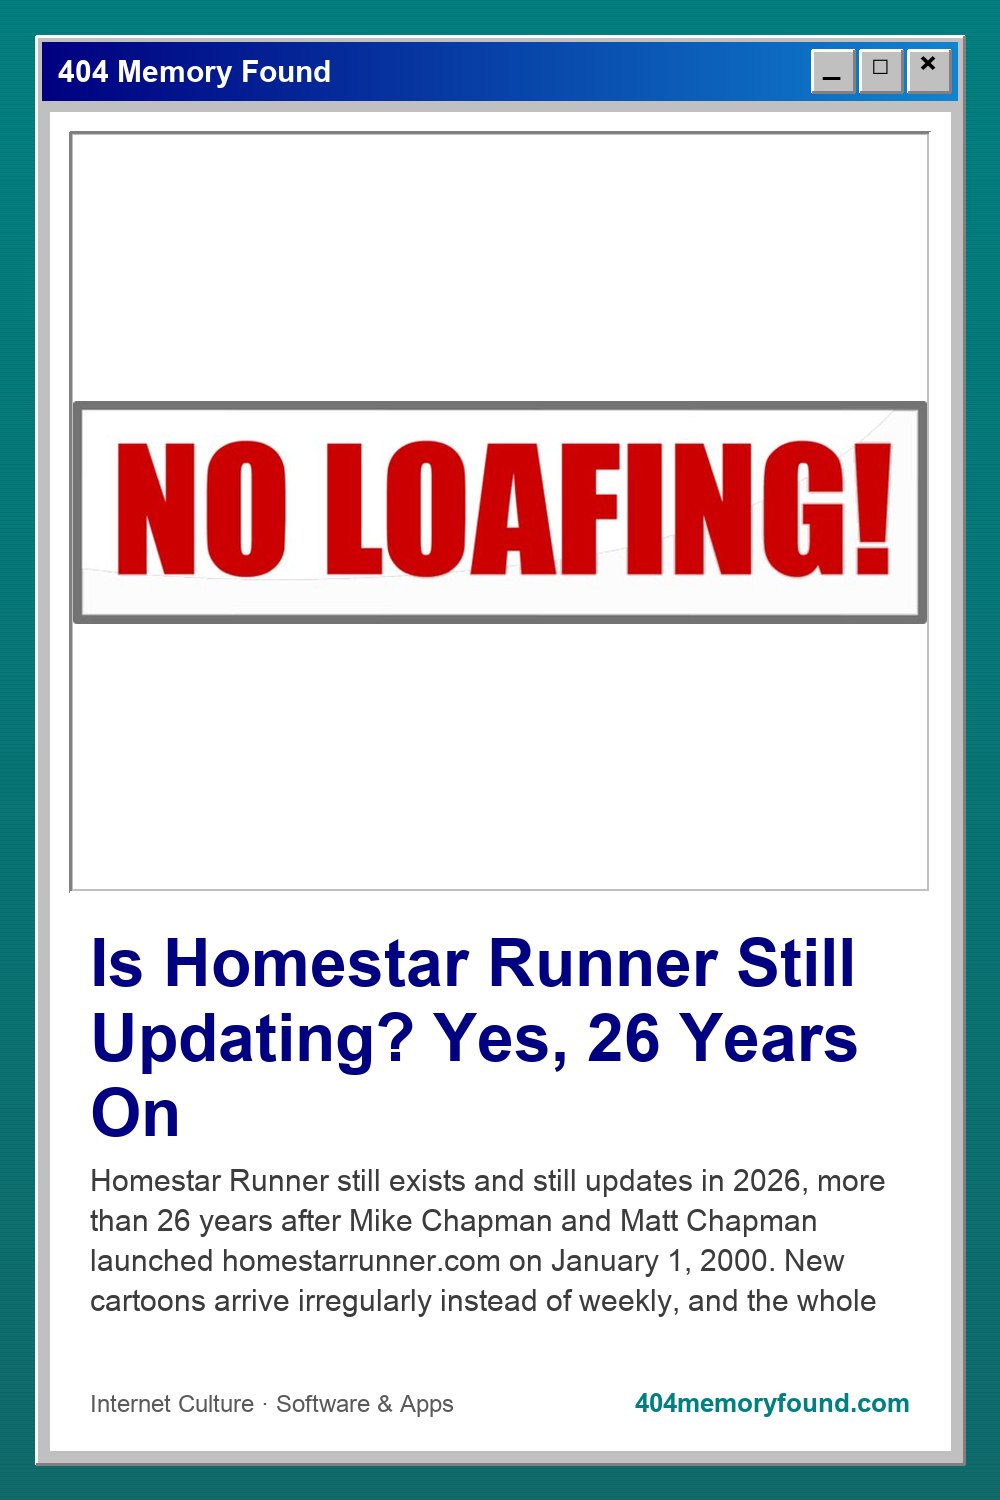 404 Memory Found
NO LOAFING!
Is Homestar Runner Still
Updating? Yes, 26 Years
On
Homestar Runner still exists and still updates in 2026, more
than 26 years after Mike Chapman and Matt Chapman
launched homestarrunner.com on January 1, 2000. New
cartoons arrive irregularly instead of weekly, and the whole
Internet Culture · Software & Apps
404memoryfound.com